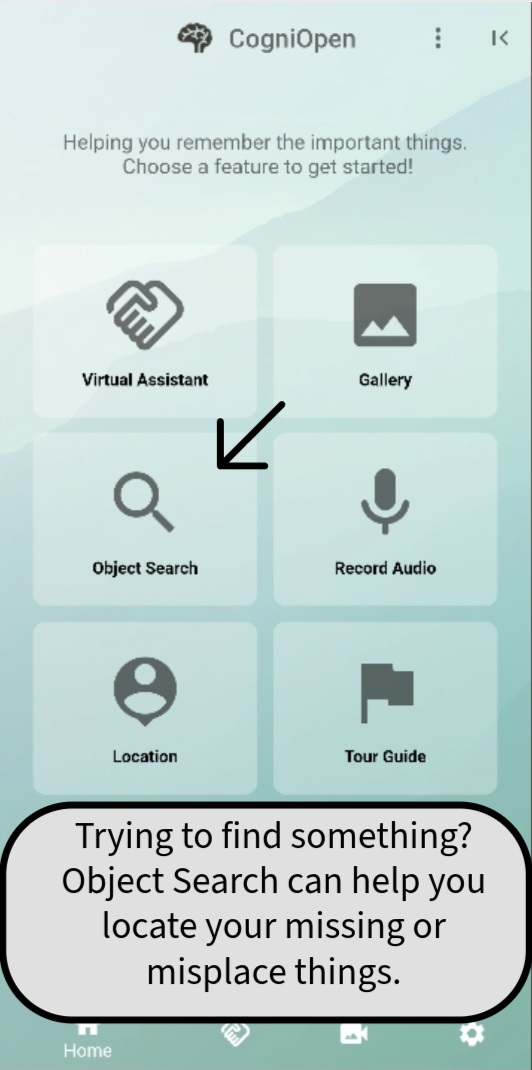 CogniOpen
Helping you remember the important things.
Choose a feature to get started!
Virtual Assistant
Gallery
Object Search
Record Audio
Location
Tour Guide
Trying to find something?
Object Search can help you
locate your missing or
misplace things.
Home